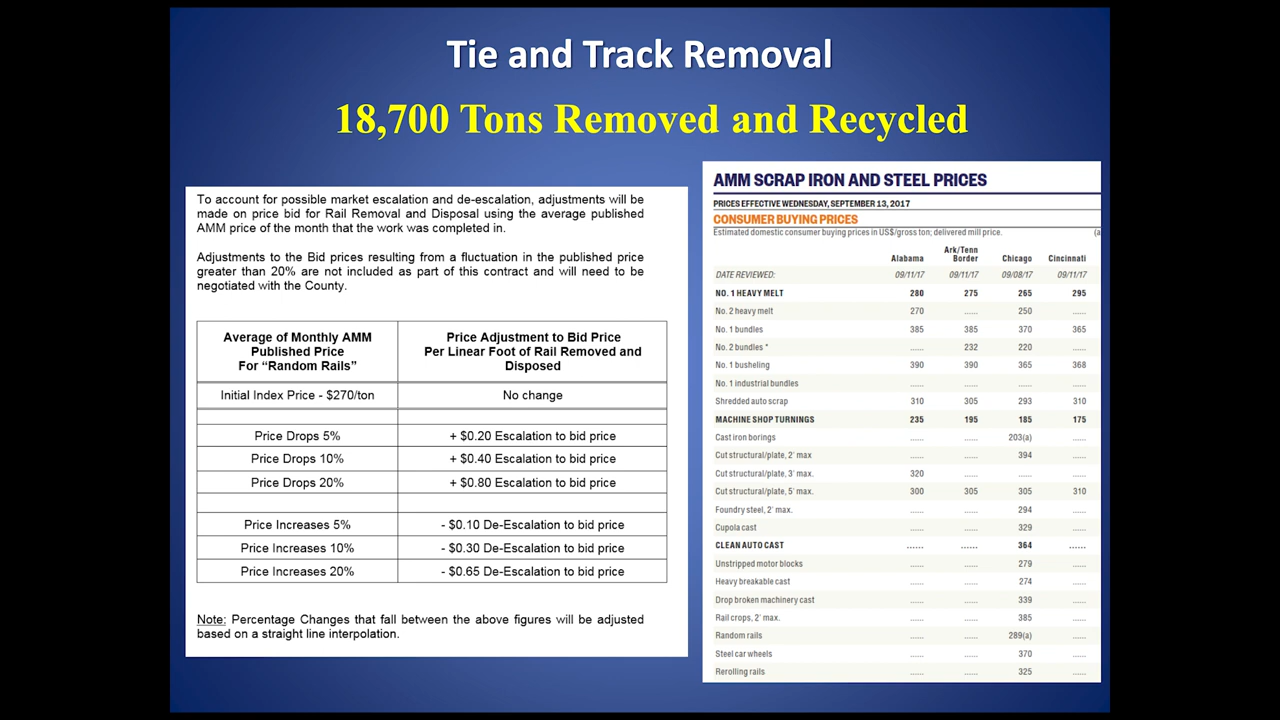 Tie and Track Removal
18,700 Tons Removed and Recycled
To account for possible market escalation and de-escalation, adjustments will be
made on price bid for Rail Removal and Disposal using the average published
AMM price of the month that the work was completed in.
Adjustments to the Bid prices resulting from a fluctuation in the published price
greater than 20% are not included as part of this contract and will need to be
negotiated with the County.
Average of Monthly AMM Published Price For “Random Rails” Price Adjustment to Bid Price Per Linear Foot of Rail Removed and Disposed
Initial Index Price - $270/ton No change
Price Drops 5% + $0.20 Escalation to bid price
Price Drops 10% + $0.40 Escalation to bid price
Price Drops 20% + $0.80 Escalation to bid price
Price Increases 5% - $0.10 De-Escalation to bid price
Price Increases 10% - $0.30 De-Escalation to bid price
Price Increases 20% - $0.65 De-Escalation to bid price
Note: Percentage Changes that fall between the above figures will be adjusted
based on a straight line interpolation.
AMM SCRAP IRON AND STEEL PRICES
PRICES EFFECTIVE WEDNESDAY, SEPTEMBER 13, 2017
CONSUMER BUYING PRICES
Estimated domestic consumer buying prices in US$/gross ton; delivered mill price. (a
Alabama Ark/Tenn Border Chicago Cincinnati
DATE REVIEWED: 09/11/17 09/11/17 09/08/17 09/11/17
NO. 1 HEAVY MELT 280 275 265 295
No. 2 heavy melt 270 ...... 250 ......
No. 1 bundles 385 385 370 365
No. 2 bundles * ...... 232 220 ......
No. 1 busheling 390 390 365 368
No. 1 industrial bundles ...... ...... ...... ......
Shredded auto scrap 310 305 293 310
MACHINE SHOP TURNINGS 235 195 185 175
Cast iron borings ...... ...... 203(a) ......
Cut structural/plate, 2' max ...... ...... 394 ......
Cut structural/plate, 3' max. 320 ...... ...... ......
Cut structural/plate, 5' max. 300 305 305 310
Foundry steel, 2' max. ...... ...... 294 ......
Cupola cast ...... ...... 329 ......
CLEAN AUTO CAST ...... ...... 364 ......
Unstripped motor blocks ...... ...... 279 ......
Heavy breakable cast ...... ...... 274 ......
Drop broken machinery cast ...... ...... 339 ......
Rail crops, 2' max. ...... ...... 385 ......
Random rails ...... ...... 289(a) ......
Steel car wheels ...... ...... 370 ......
Rerolling rails ...... ...... 325 ......